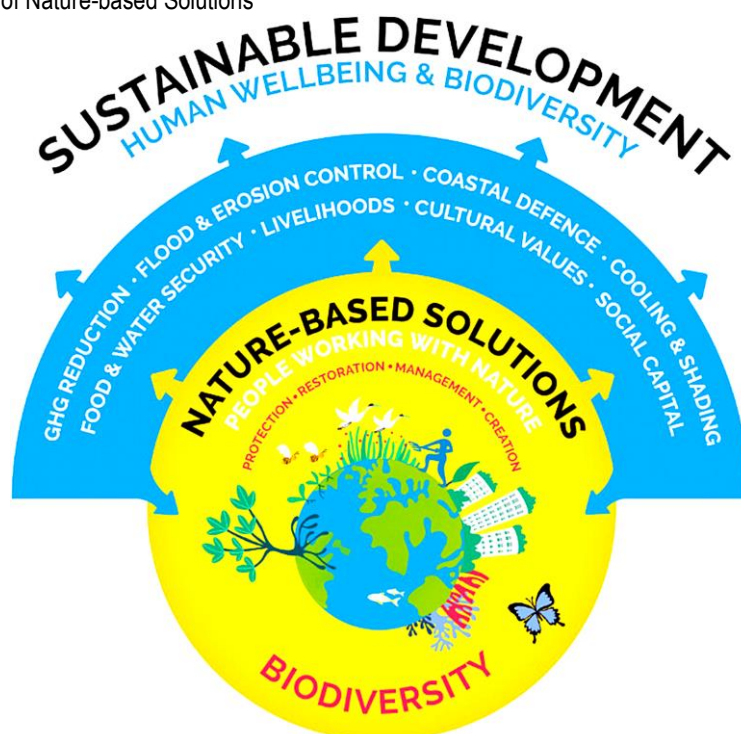 of Nature-based Solutions
SUSTAINABLE DEVELOPMENT
HUMAN WELLBEING & BIODIVERSITY
GHG REDUCTION · FLOOD & EROSION CONTROL · COASTAL DEFENCE · COOLING & SHADING
FOOD & WATER SECURITY · LIVELIHOODS · CULTURAL VALUES · SOCIAL CAPITAL
NATURE-BASED SOLUTIONS
PEOPLE WORKING WITH NATURE
PROTECTION • RESTORATION • MANAGEMENT • CREATION
BIODIVERSITY